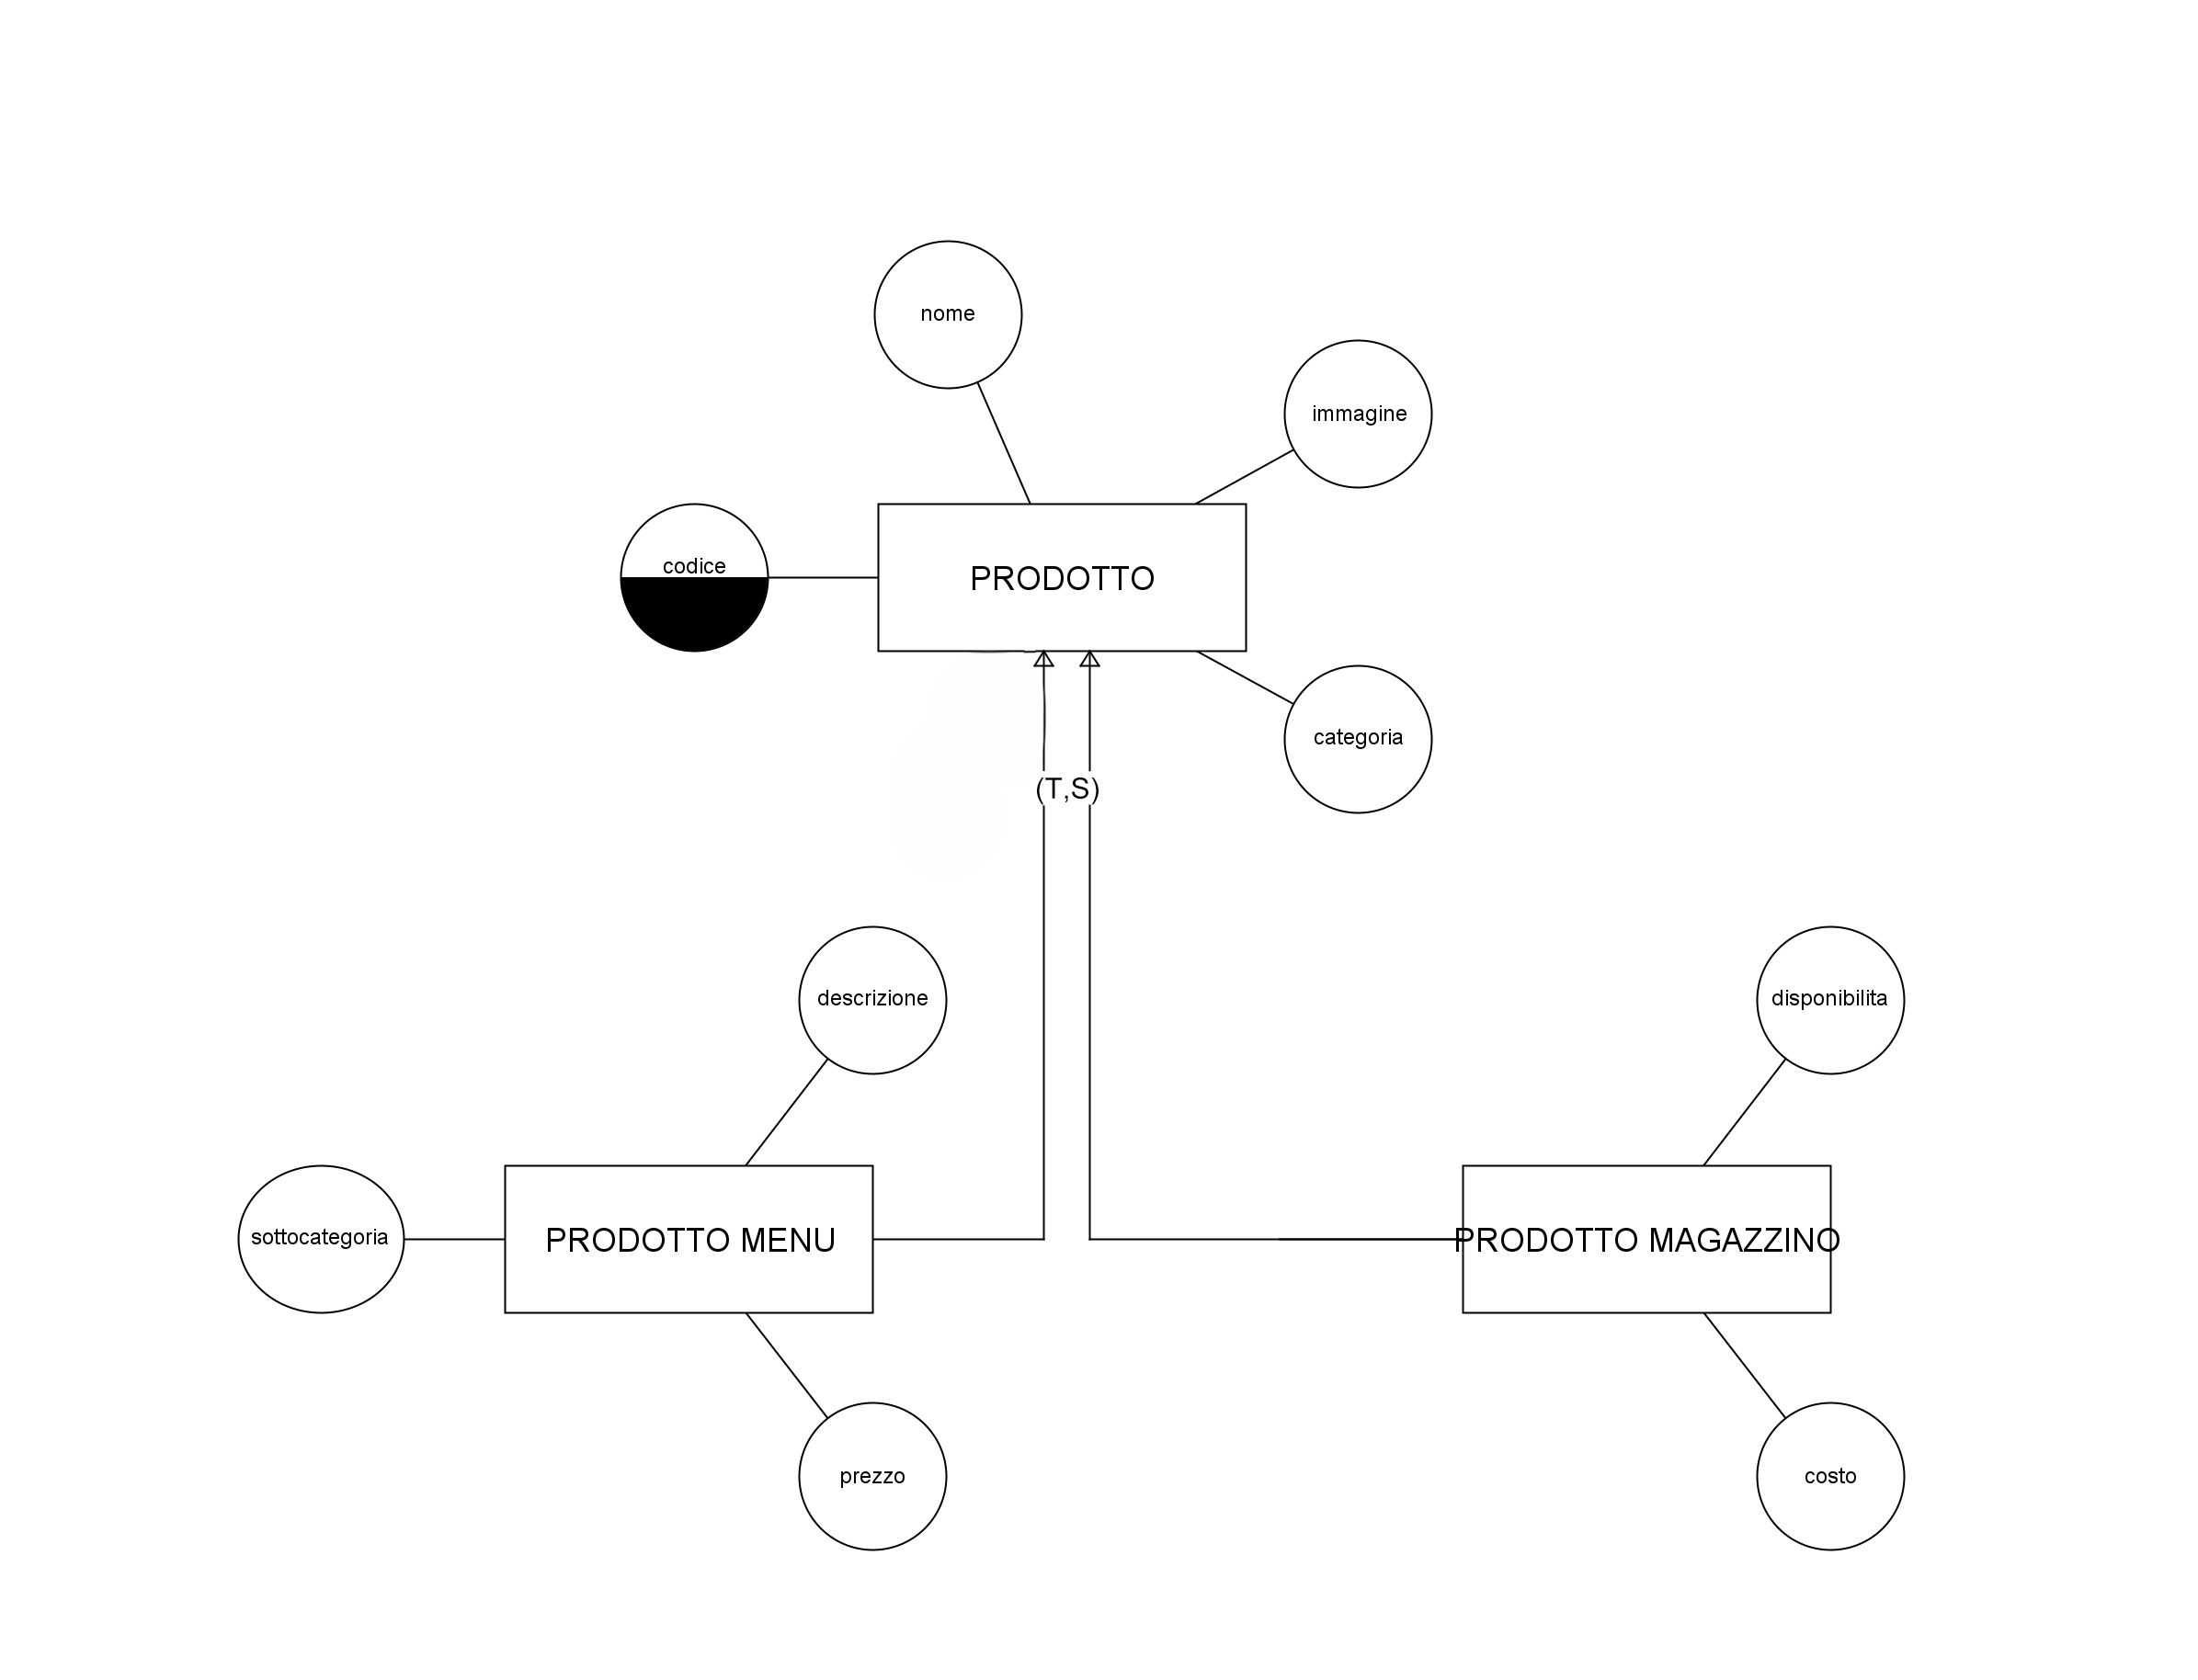 nome
immagine
codice
PRODOTTO
categoria
(T,S)
descrizione
disponibilita
sottocategoria
PRODOTTO MENU
PRODOTTO MAGAZZINO
prezzo
costo